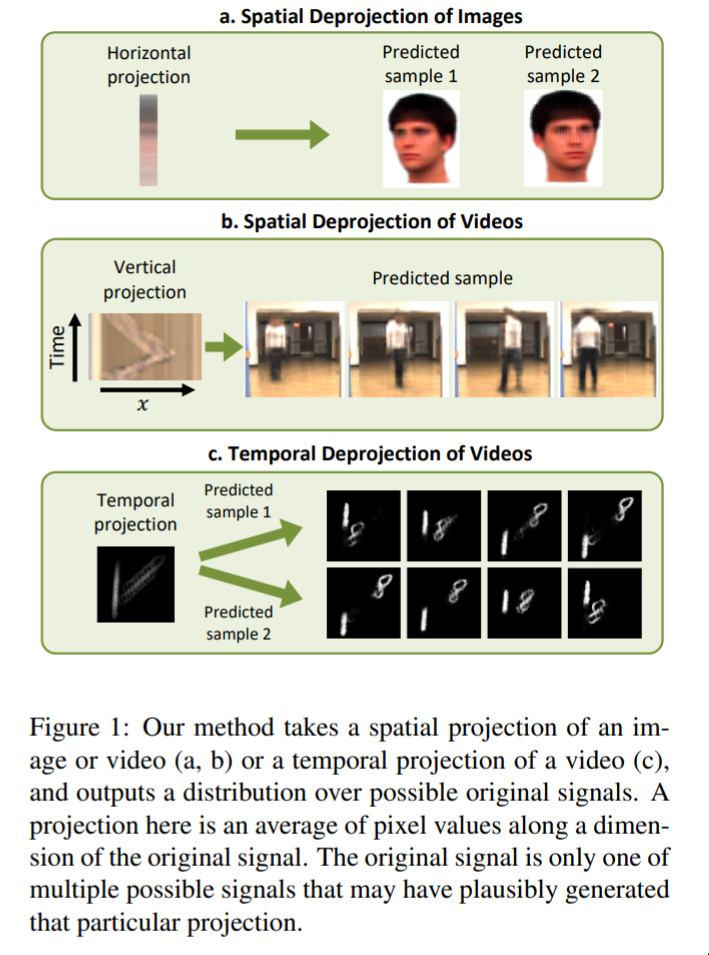 a. Spatial Deprojection of Images
Horizontal
projection
Predicted
sample 1
Predicted
sample 2
b. Spatial Deprojection of Videos
Vertical
projection
Predicted sample
Time
x
c. Temporal Deprojection of Videos
Temporal
projection
Predicted
sample 1
Predicted
sample 2
Figure 1: Our method takes a spatial projection of an im-
age or video (a, b) or a temporal projection of a video (c),
and outputs a distribution over possible original signals. A
projection here is an average of pixel values along a dimen-
sion of the original signal. The original signal is only one of
multiple possible signals that may have plausibly generated
that particular projection.